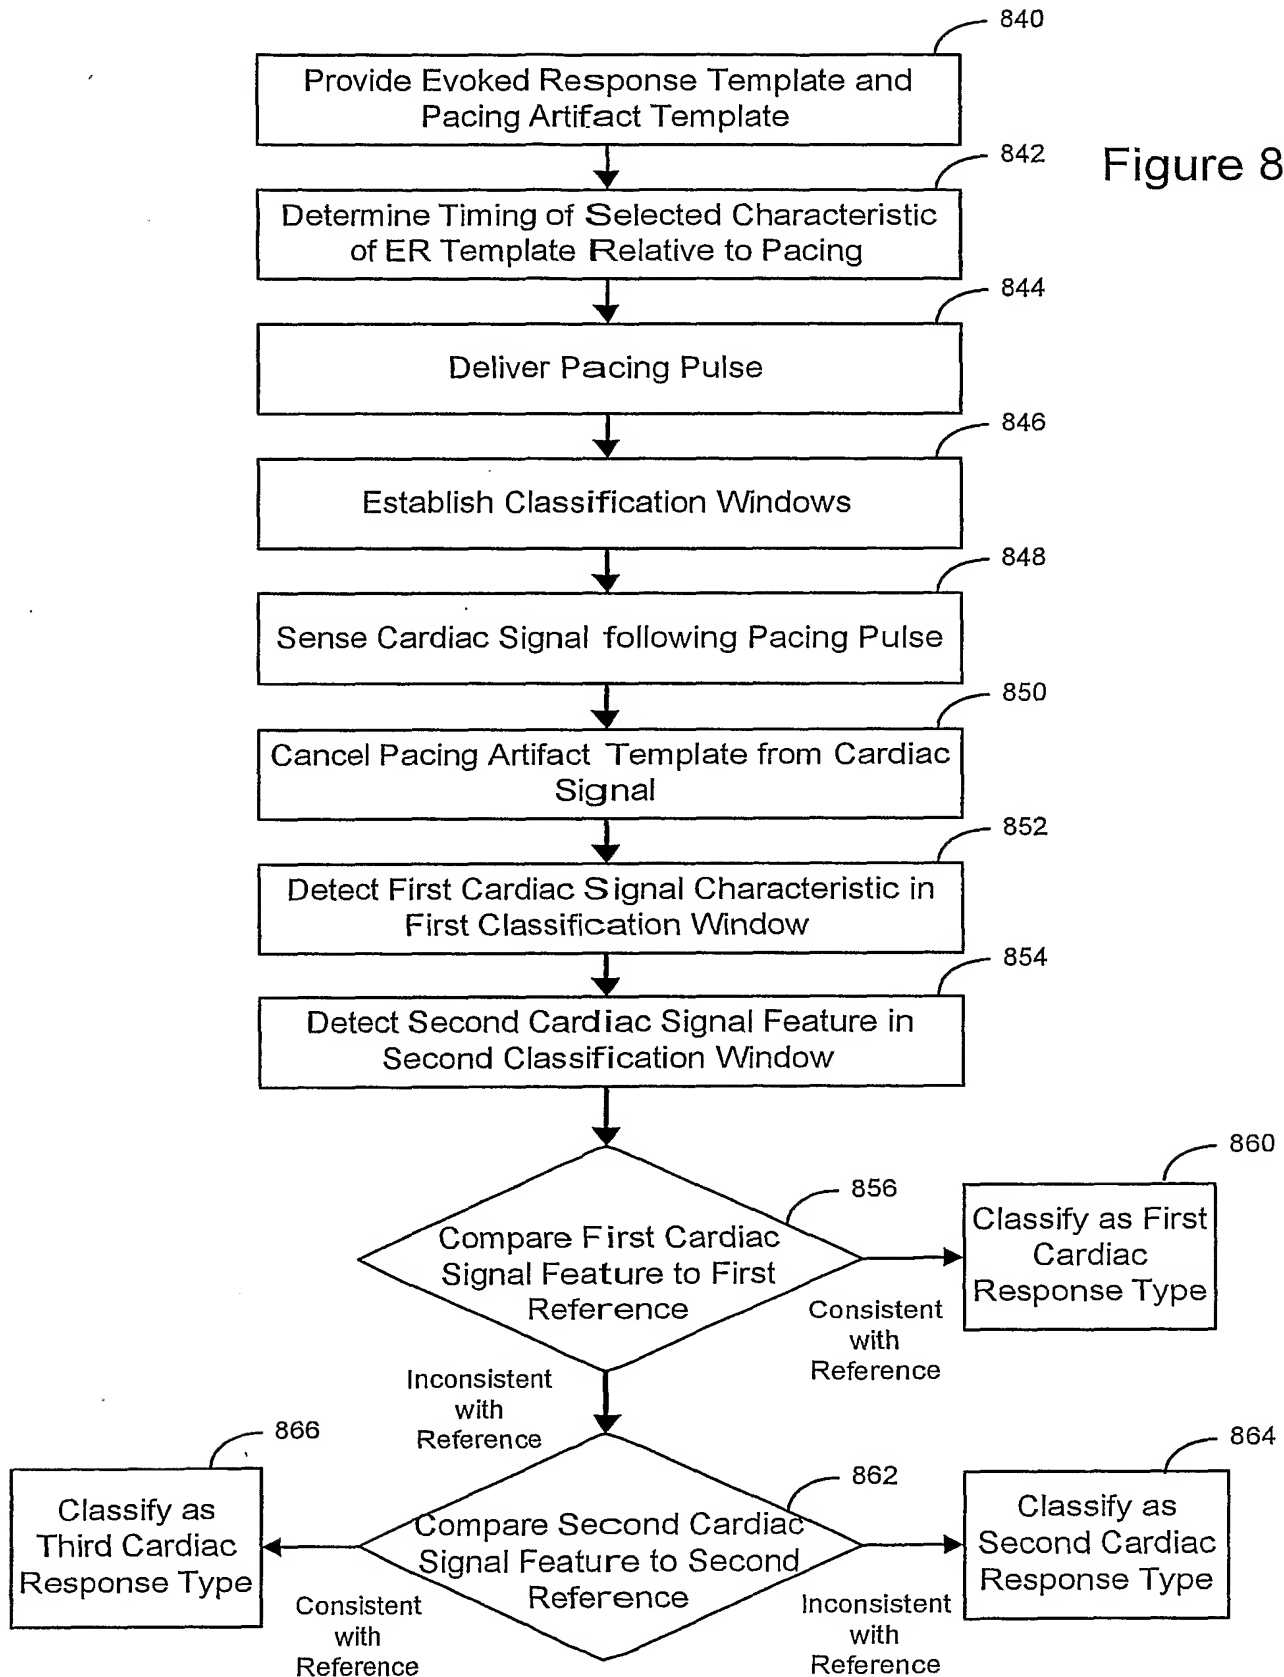 840
Provide Evoked Response Template and
Pacing Artifact Template
Figure 8
842
Determine Timing of Selected Characteristic
of ER Template Relative to Pacing
844
Deliver Pacing Pulse
846
Establish Classification Windows
848
Sense Cardiac Signal following Pacing Pulse
850
Cancel Pacing Artifact Template from Cardiac
Signal
852
Detect First Cardiac Signal Characteristic in
First Classification Window
854
Detect Second Cardiac Signal Feature in
Second Classification Window
856
Compare First Cardiac
Signal Feature to First
Reference
860
Classify as First
Cardiac
Response Type
Consistent
with
Reference
Inconsistent
with
Reference
862
Compare Second Cardiac
Signal Feature to Second
Reference
866
Classify as
Third Cardiac
Response Type
Consistent
with
Reference
864
Classify as
Second Cardiac
Response Type
Inconsistent
with
Reference